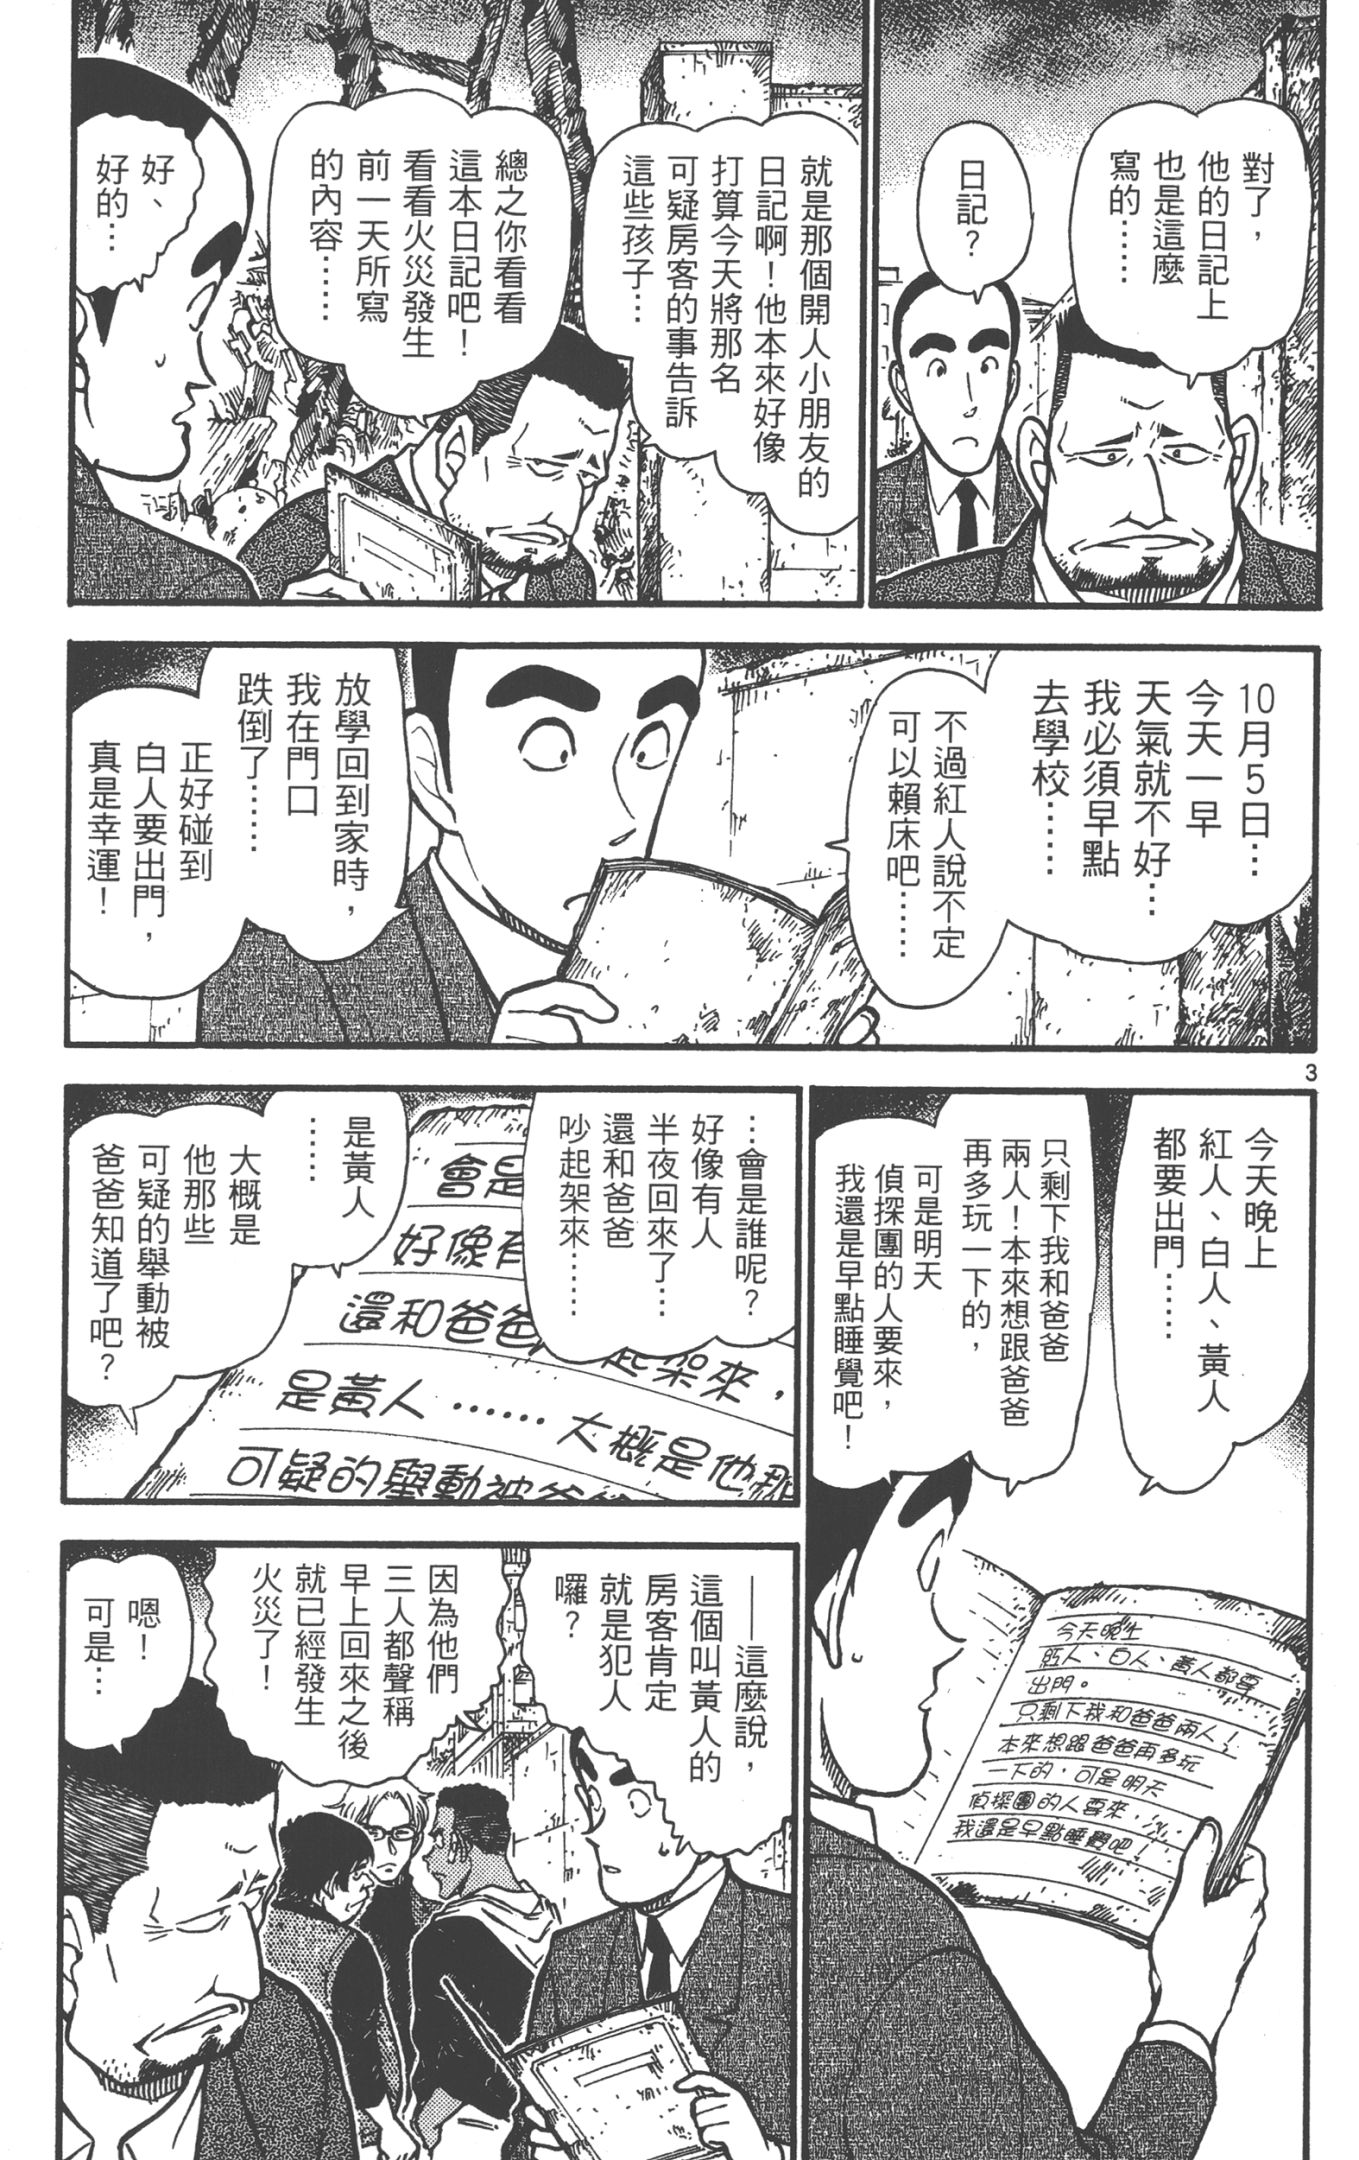 對了，
他的日記上
也是這麼
寫的……
日記？
就是那個開人小朋友的
日記啊！他本來好像
打算今天將那名
可疑房客的事告訴
這些孩子…
總之你看看
這本日記吧！
看看火災發生
前一天所寫
的內容……
好、
好的…
10月5日…
今天一早
天氣就不好…
我必須早點
去學校……
不過紅人說不定
可以賴床吧……
放學回到家時，
我在門口
跌倒了……
正好碰到
白人要出門，
真是幸運！
3
今天晚上
紅人、白人、黃人
都要出門……
只剩下我和爸爸
兩人！本來想跟爸爸
再多玩一下的，
可是明天
偵探團的人要來，
我還是早點睡覺吧！
今天晚生
紅人、白人、黃人都要
出門。
只剩下我和爸爸兩人！
本來想跟爸爸再多玩
一下的，可是明天
偵探團的人要來，
我還是早點睡覺吧！
…會是誰呢？
好像有人
半夜回來了…
還和爸爸
吵起架來……
是黃人
……
大概是
他那些
可疑的舉動被
爸爸知道了吧？
會是
好像有
還和爸爸 起架來，
是黃人……大概是他那
可疑的舉動被爸爸
——這麼說，
這個叫黃人的
房客肯定
就是犯人
囉？
因為他們
三人都聲稱
早上回來之後
就已經發生
火災了！
嗯！
可是…